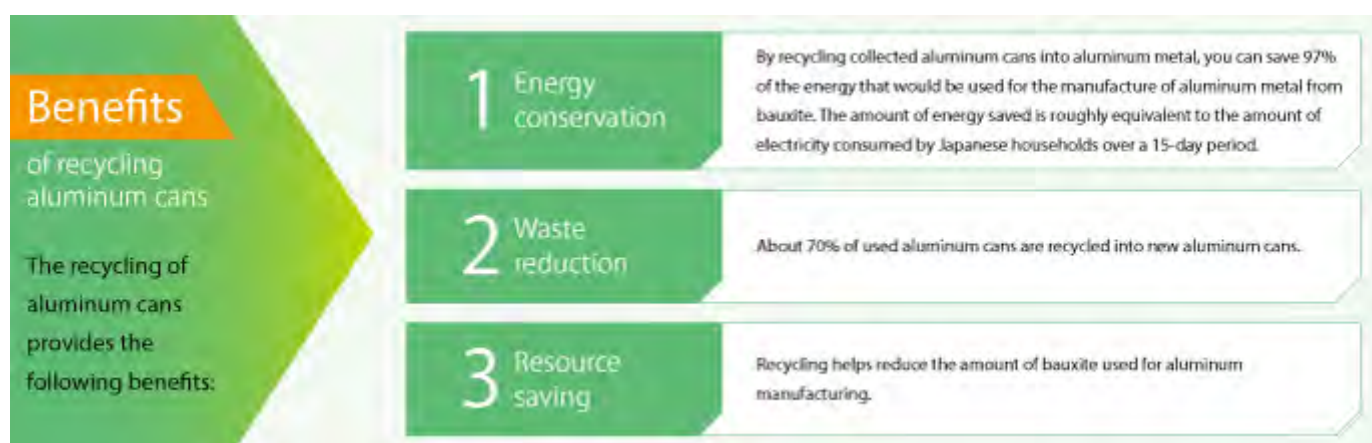 Benefits
of recycling
aluminum cans
The recycling of
aluminum cans
provides the
following benefits:
1 Energy
conservation
By recycling collected aluminum cans into aluminum metal, you can save 97%
of the energy that would be used for the manufacture of aluminum metal from
bauxite. The amount of energy saved is roughly equivalent to the amount of
electricity consumed by Japanese households over a 15-day period.
2 Waste
reduction
About 70% of used aluminum cans are recycled into new aluminum cans.
3 Resource
saving
Recycling helps reduce the amount of bauxite used for aluminum
manufacturing.